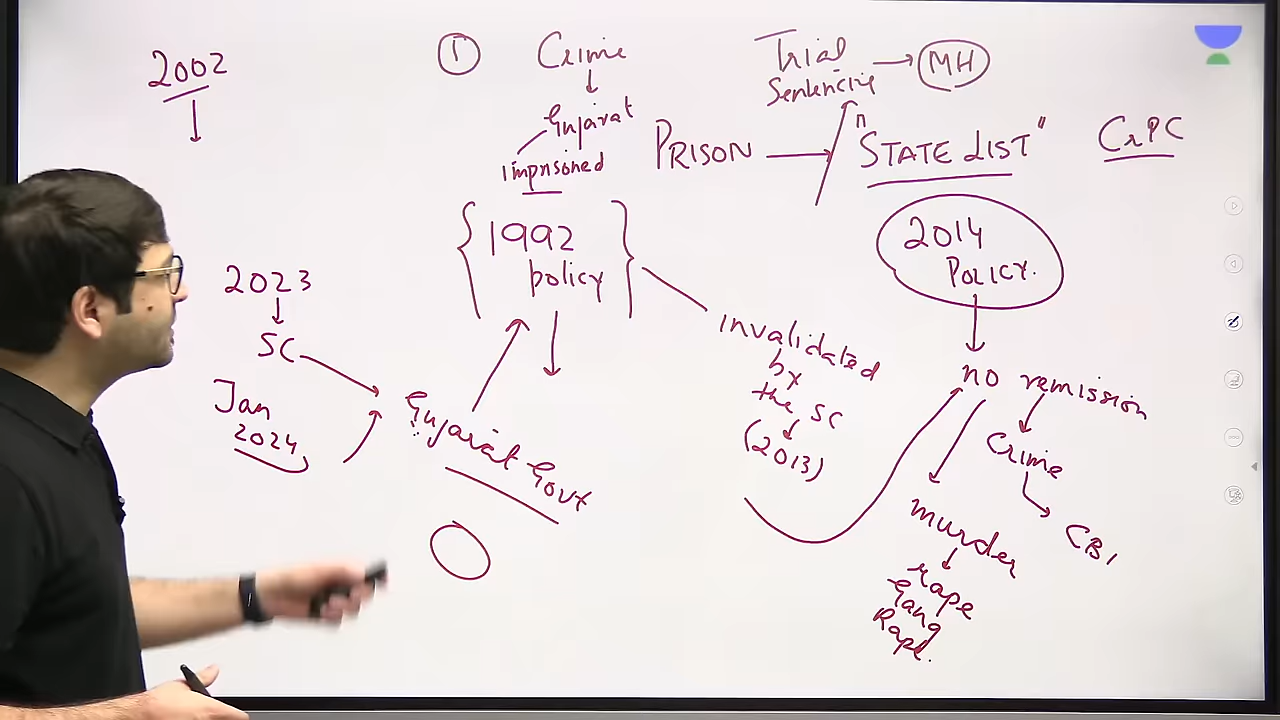 2002
① Crime
Gujarat
imprisoned
Trial
Sentencing
MH
PRISON
"STATE LIST"
CrPC
1992
policy
2014
POLICY.
2023
SC
Jan
2024
Gujarat Govt
invalidated
by
the SC
(2013)
no remission
Crime
CBI
murder
rape
Gang
Rape.